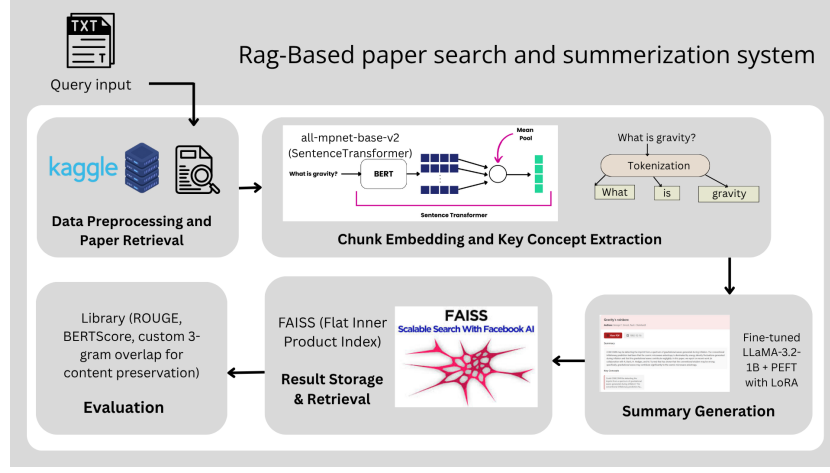 TXT
T
Query input
Rag-Based paper search and summerization system
kaggle
Data Preprocessing and
Paper Retrieval
all-mpnet-base-v2
(SentenceTransformer)
What is gravity?
BERT
Mean
Pool
Sentence Transformer
What is gravity?
Tokenization
What
is
gravity
Chunk Embedding and Key Concept Extraction
Library (ROUGE,
BERTScore, custom 3-
gram overlap for
content preservation)
Evaluation
FAISS (Flat Inner
Product Index)
Result Storage
& Retrieval
FAISS
Scalable Search With Facebook AI
Fine-tuned
LLaMA-3.2-
1B + PEFT
with LoRA
Summary Generation